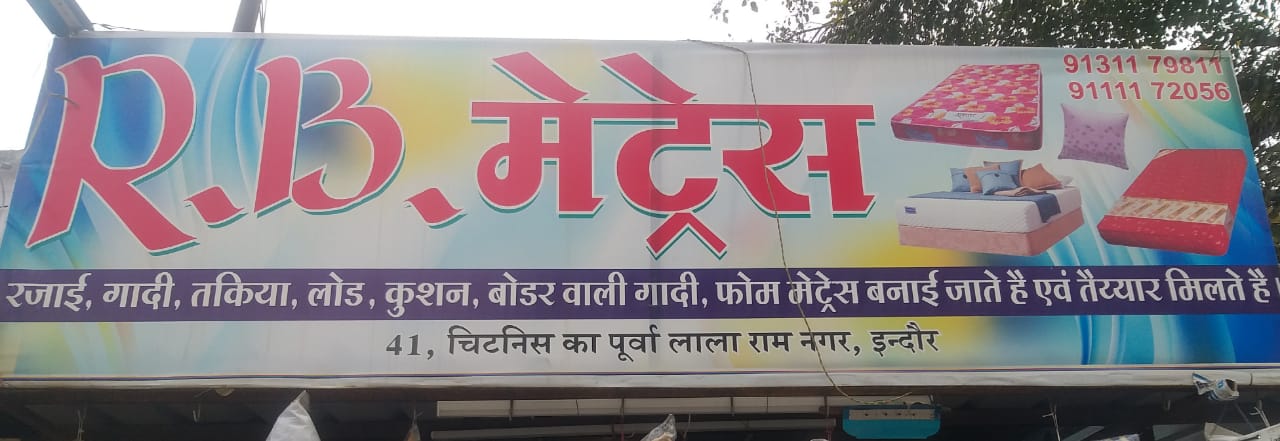 R.B. मेट्रेस
91311 79811
91111 72056
रजाई, गादी, तकिया, लोड, कुशन, बोडर वाली गादी, फोम मेट्रेस बनाई जाते है एवं तैय्यार मिलते है।
41, चिटनिस का पूर्वा लाला राम नगर, इन्दौर